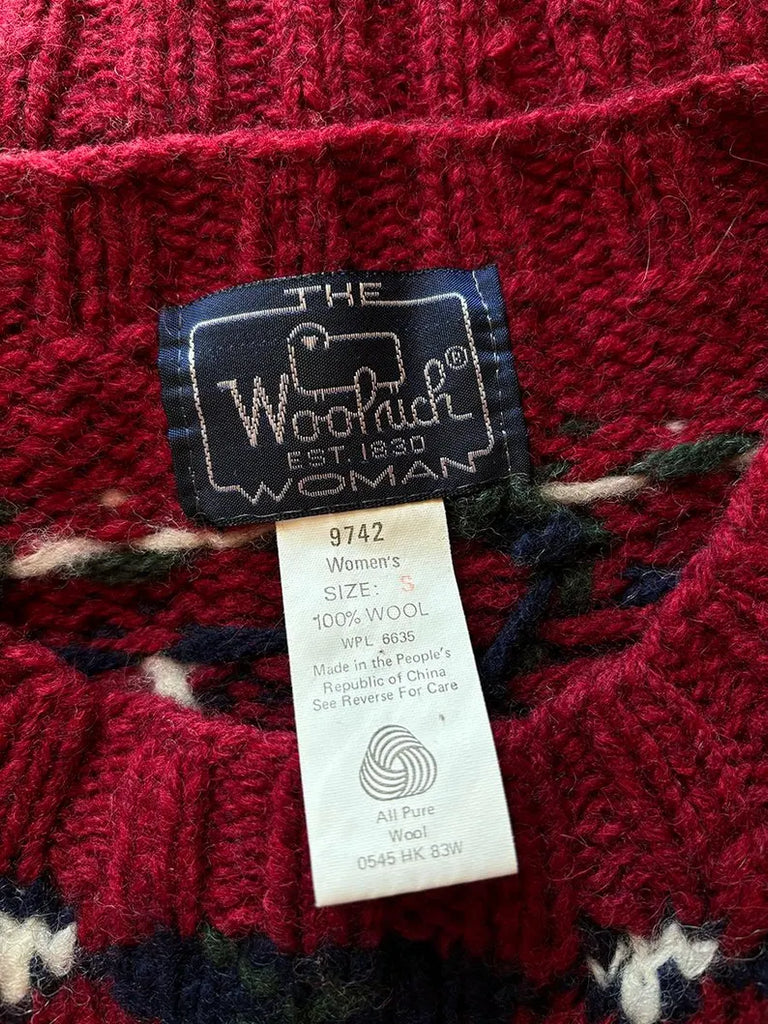 THE
Woolrich®
EST. 1830
WOMAN
9742
Women's
SIZE: S
100% WOOL
WPL 6635
Made in the People's
Republic of China
See Reverse For Care
All Pure
Wool
0545 HK 83W